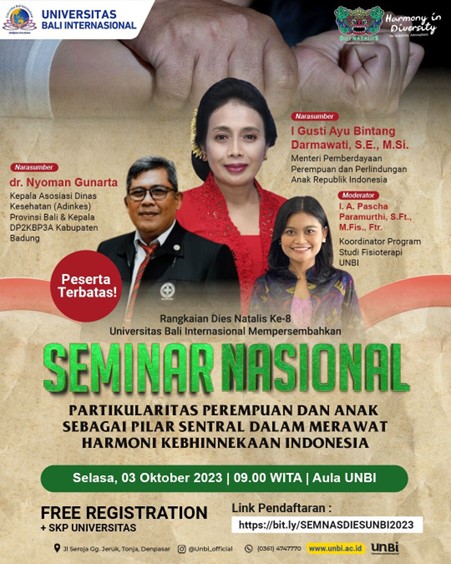 UNIVERSITAS
BALI INTERNASIONAL
DIES NATALIS
Harmony in
Diversity
Narasumber
I Gusti Ayu Bintang
Darmawati, S.E., M.Si.
Menteri Pemberdayaan
Perempuan dan Perlindungan
Anak Republik Indonesia
Narasumber
dr. Nyoman Gunarta
Kepala Asosiasi Dinas
Kesehatan (Adinkes)
Provinsi Bali & Kepala
DP2KBP3A Kabupaten
Badung
Moderator
I. A. Pascha
Paramurthi, S.Ft.,
M.Fis., Ftr.
Koordinator Program
Studi Fisioterapi
UNBI
Peserta
Terbatas!
Rangkaian Dies Natalis Ke-8
Universitas Bali Internasional Mempersembahkan
SEMINAR NASIONAL
PARTIKULARITAS PEREMPUAN DAN ANAK
SEBAGAI PILAR SENTRAL DALAM MERAWAT
HARMONI KEBHINNEKAAN INDONESIA
Selasa, 03 Oktober 2023 | 09.00 WITA | Aula UNBI
FREE REGISTRATION
+ SKP UNIVERSITAS
Link Pendaftaran :
https://bit.ly/SEMNASDIESUNBI2023
Jl Seroja Gg. Jeruk, Tonja, Denpasar @Unbi_official (0361) 4747770 www.unbi.ac.id UNBI